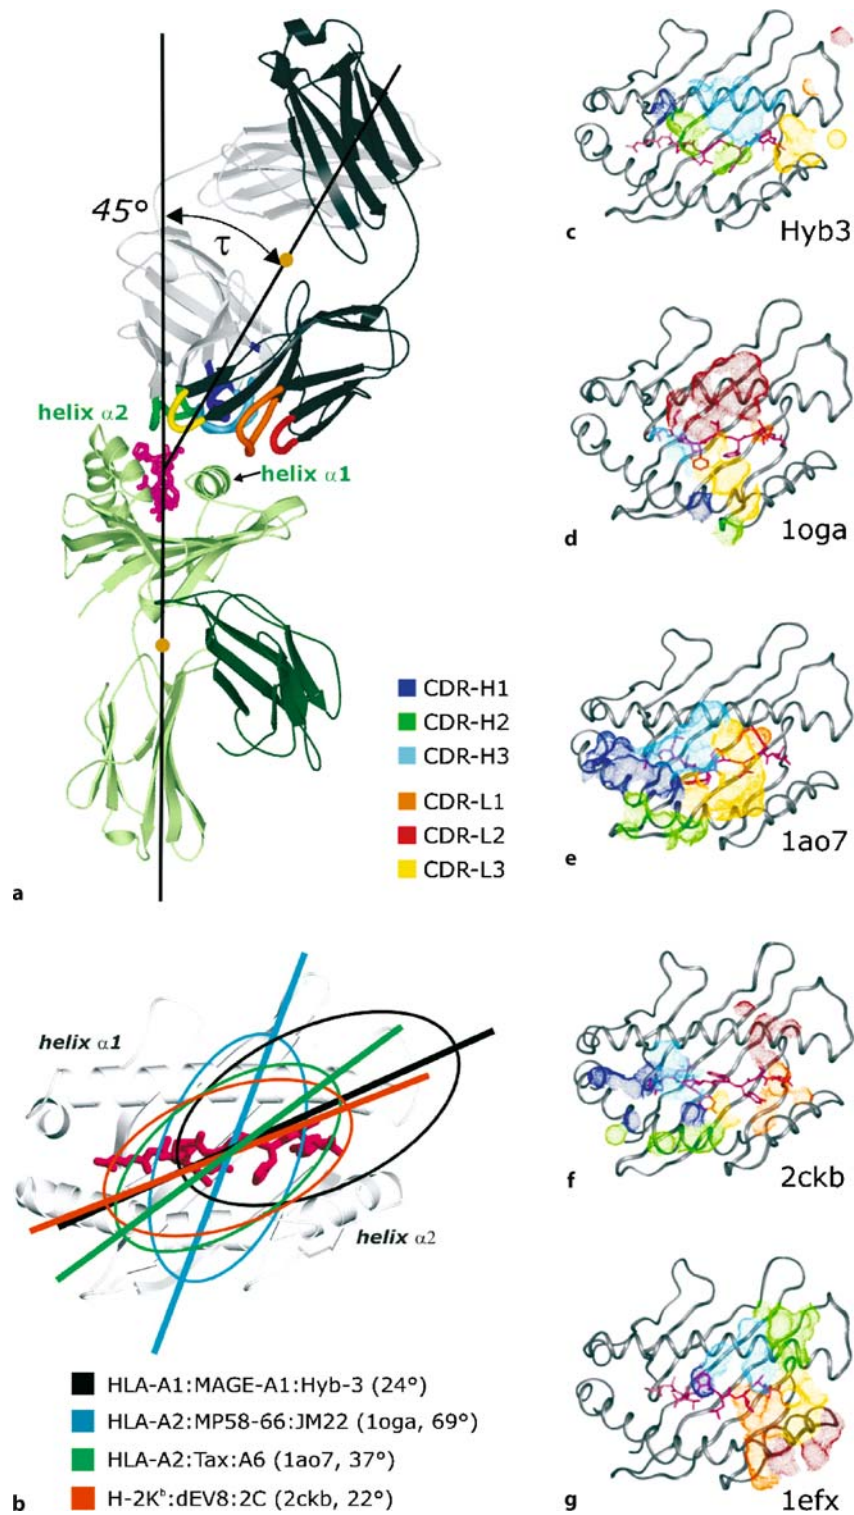 45°
τ
helix α2
helix α1
CDR-H1
CDR-H2
CDR-H3
CDR-L1
CDR-L2
CDR-L3
a
helix α1
helix α2
HLA-A1:MAGE-A1:Hyb-3 (24°)
HLA-A2:MP58-66:JM22 (1oga, 69°)
HLA-A2:Tax:A6 (1ao7, 37°)
H-2Kᵇ:dEV8:2C (2ckb, 22°)
b
c
Hyb3
d
1oga
e
1ao7
f
2ckb
g
1efx